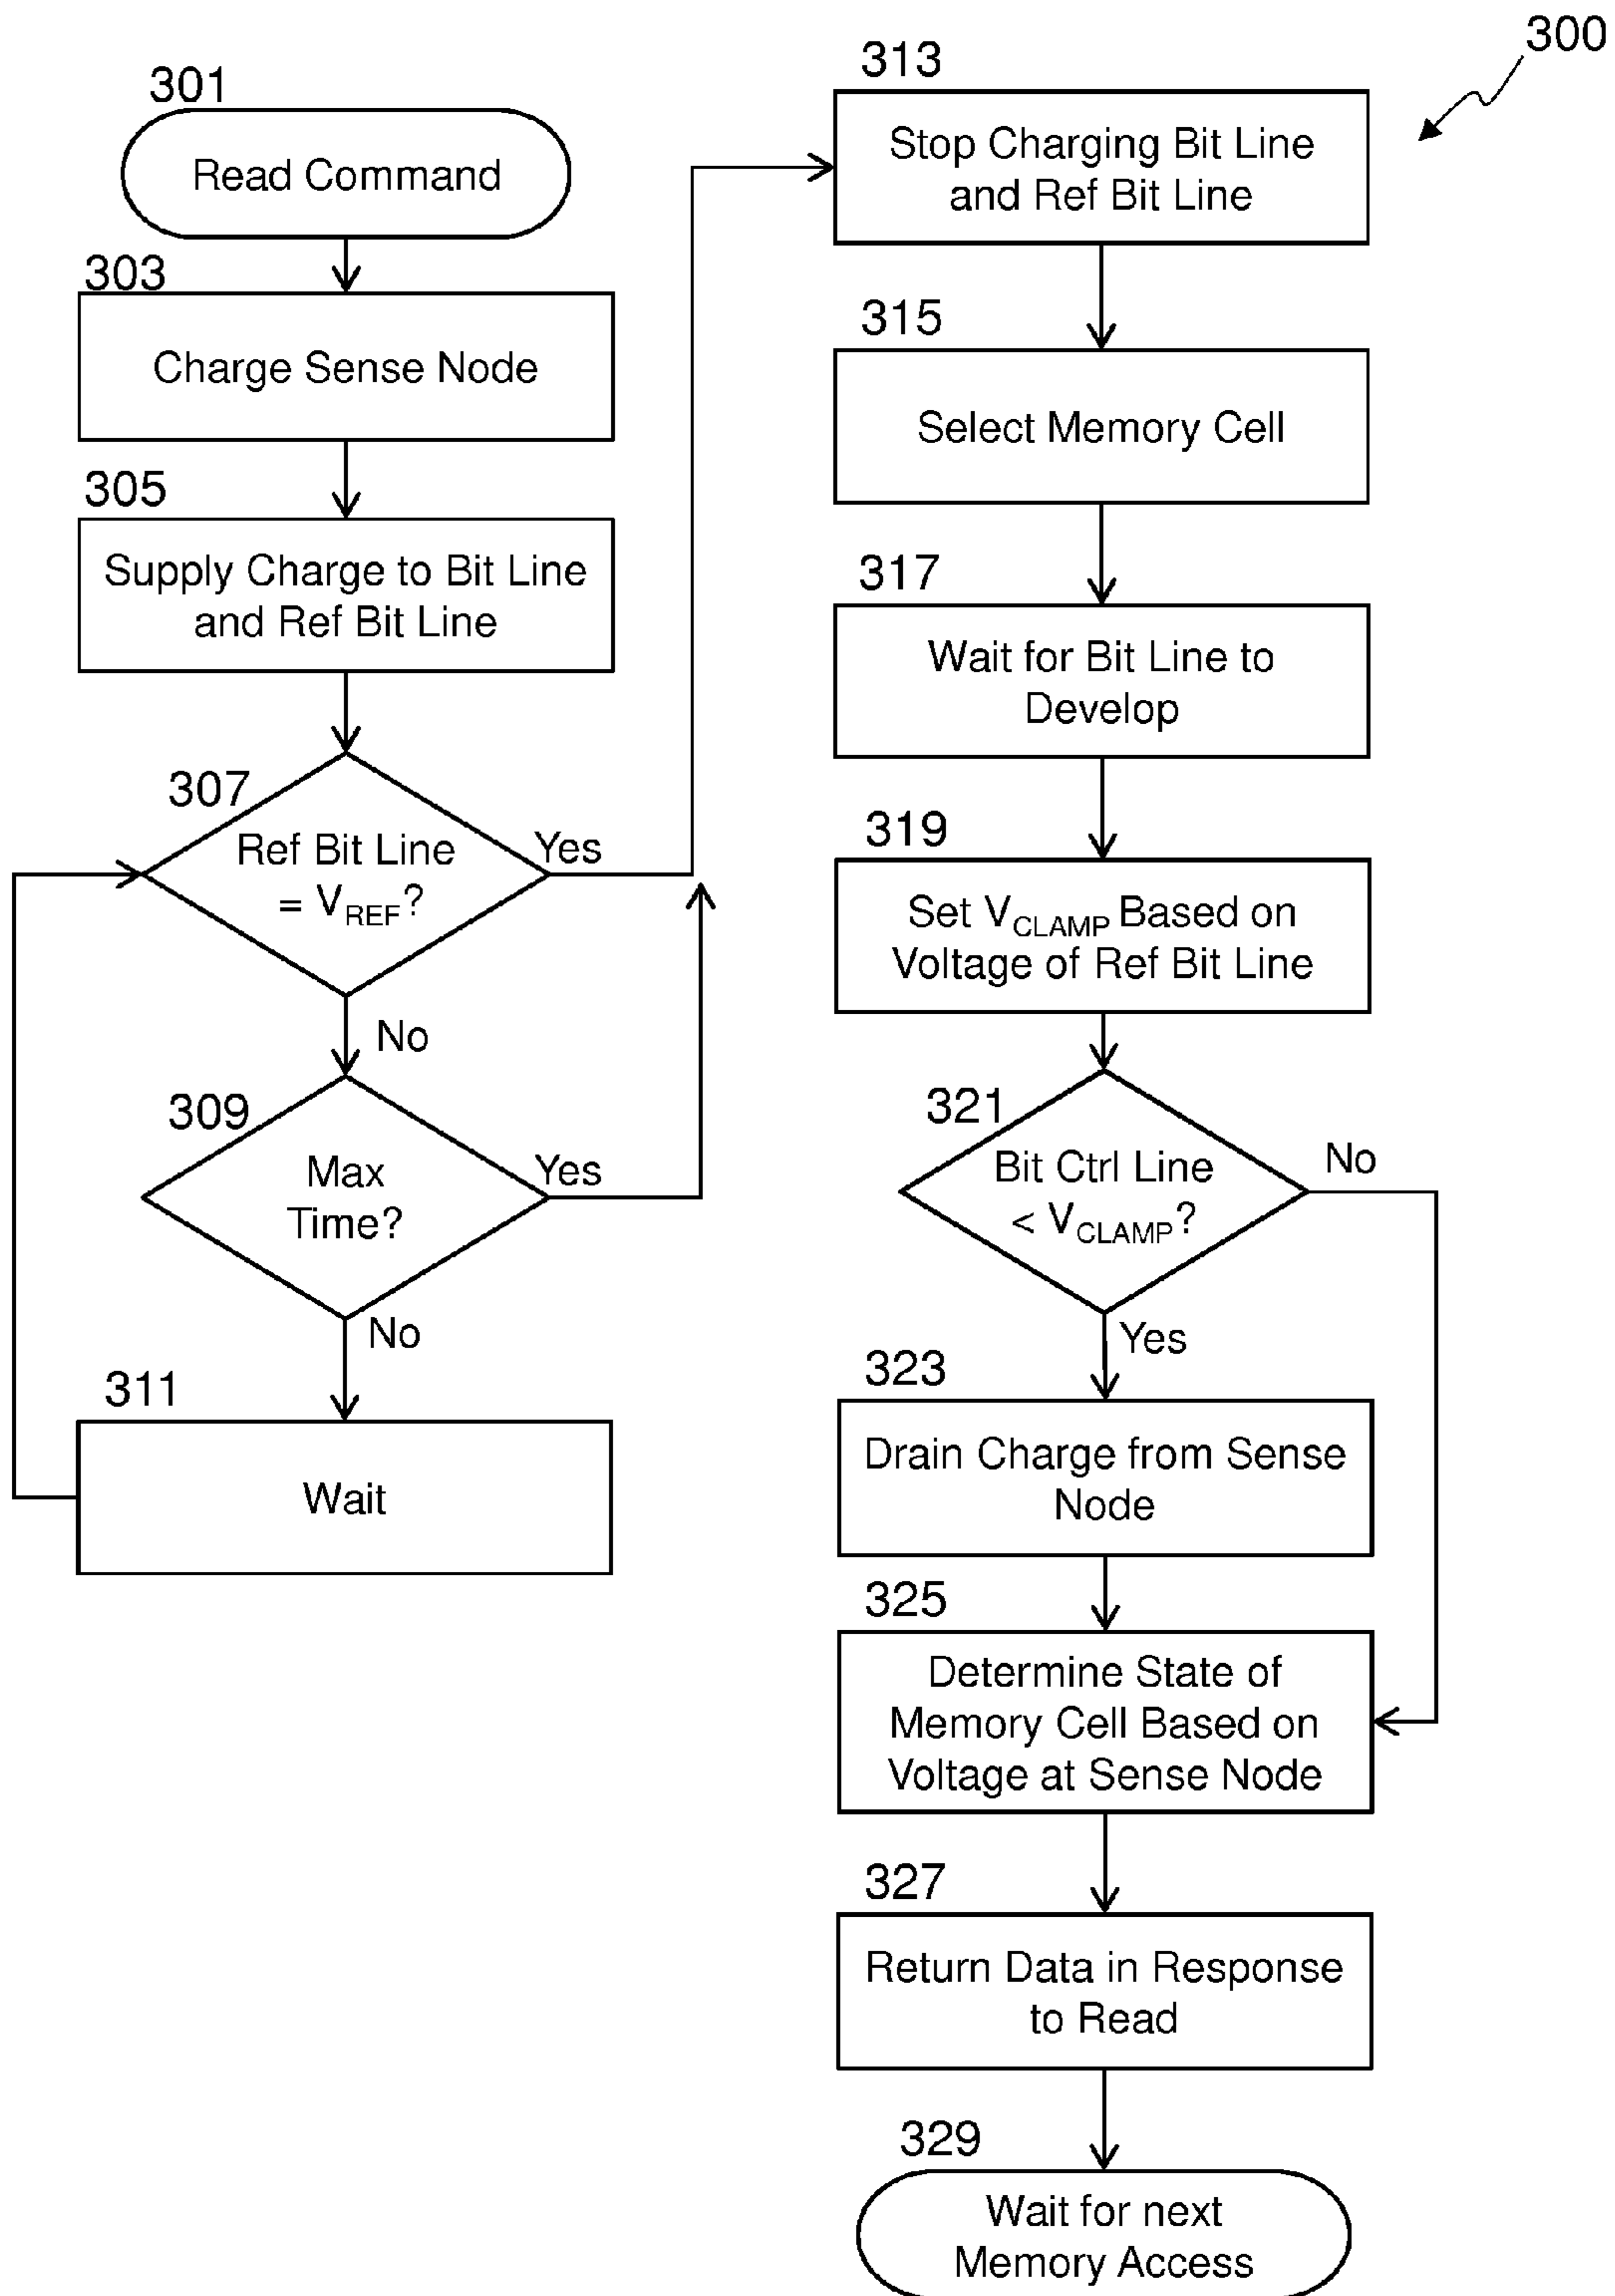 300
301
Read Command
303
Charge Sense Node
305
Supply Charge to Bit Line
and Ref Bit Line
307
Ref Bit Line
= VREF?
Yes
No
309
Max
Time?
Yes
No
311
Wait
313
Stop Charging Bit Line
and Ref Bit Line
315
Select Memory Cell
317
Wait for Bit Line to
Develop
319
Set VCLAMP Based on
Voltage of Ref Bit Line
321
Bit Ctrl Line
< VCLAMP?
No
Yes
323
Drain Charge from Sense
Node
325
Determine State of
Memory Cell Based on
Voltage at Sense Node
327
Return Data in Response
to Read
329
Wait for next
Memory Access